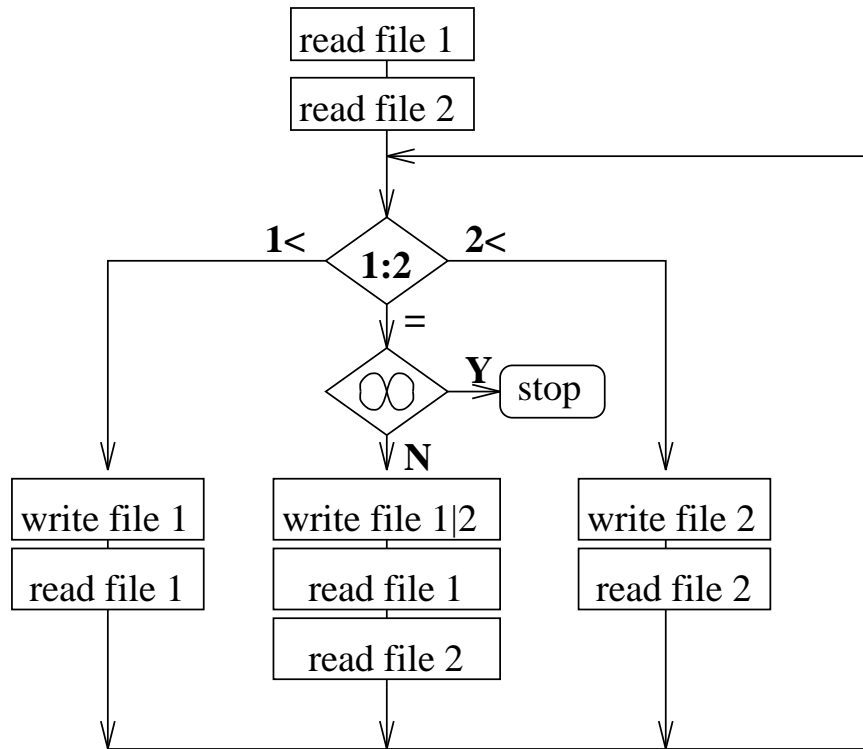 read file 1
read file 2
1< 1:2 2<
=
∞ Y stop
N
write file 1 write file 1|2 write file 2
read file 1 read file 1 read file 2
read file 2